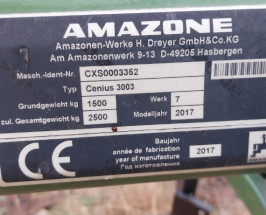 AMAZONE
Amazonen-Werke H. Dreyer GmbH&Co.KG
Am Amazonenwerk 9-13 D-49205 Hasbergen
Masch.-Ident-Nr. CXS0003352
Typ Cenius 3003
Grundgewicht kg 1500 Werk 7
zul. Gesamtgewicht kg 2500 Modelljahr 2017
CE
Baujahr
année de fabrication 2017
year of manufacture
Год изготовления